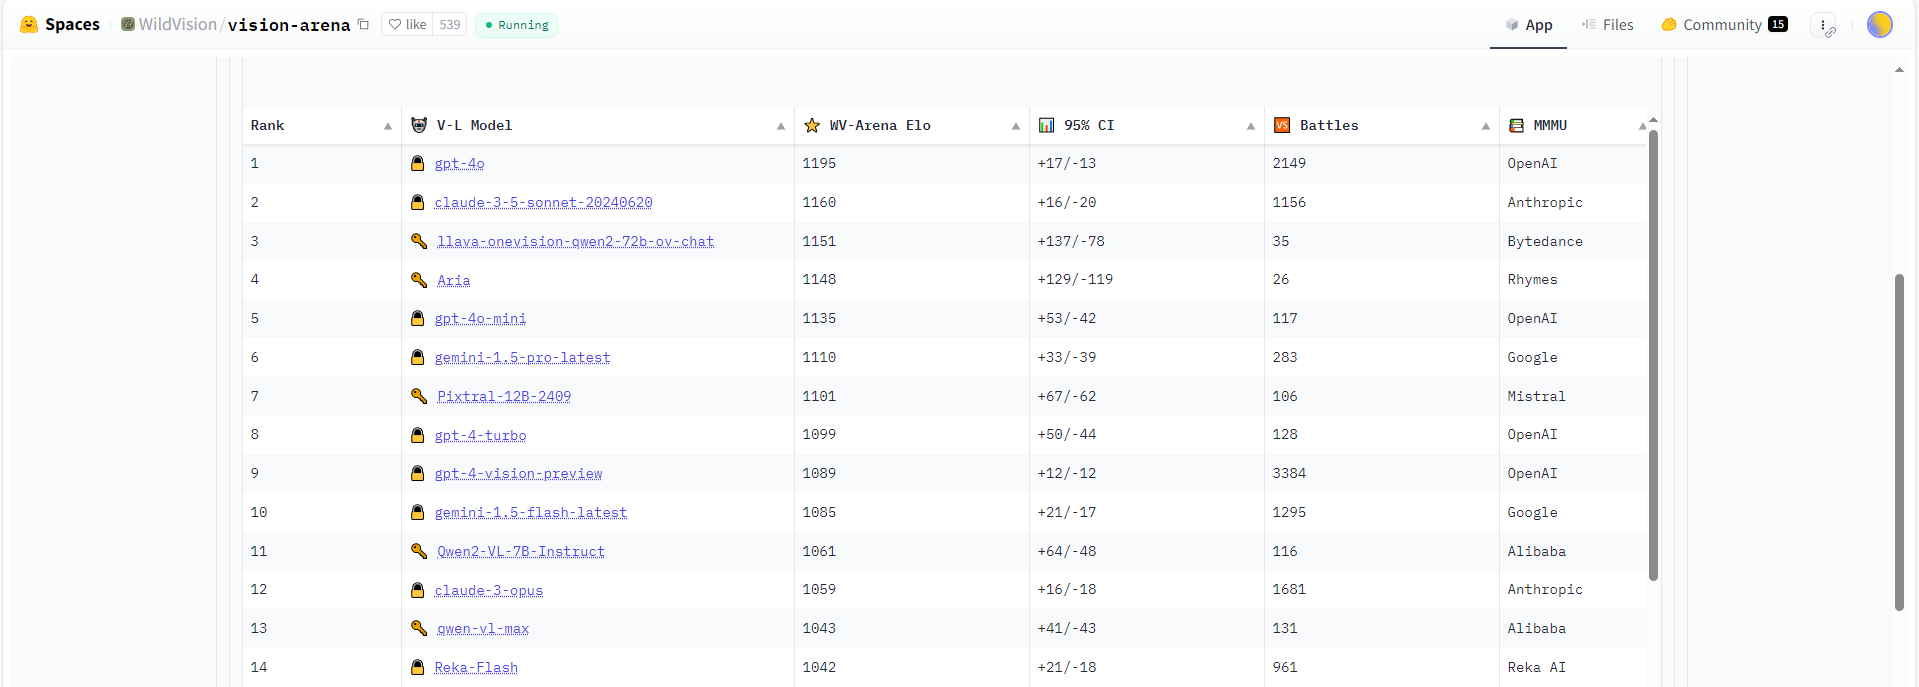 Spaces WildVision/vision-arena like 539 Running App Files Community 15
Rank V-L Model WV-Arena Elo 95% CI VS Battles MMMU
1 gpt-4o 1195 +17/-13 2149 OpenAI
2 claude-3-5-sonnet-20240620 1160 +16/-20 1156 Anthropic
3 llava-onevision-qwen2-72b-ov-chat 1151 +137/-78 35 Bytedance
4 Aria 1148 +129/-119 26 Rhymes
5 gpt-4o-mini 1135 +53/-42 117 OpenAI
6 gemini-1.5-pro-latest 1110 +33/-39 283 Google
7 Pixtral-12B-2409 1101 +67/-62 106 Mistral
8 gpt-4-turbo 1099 +50/-44 128 OpenAI
9 gpt-4-vision-preview 1089 +12/-12 3384 OpenAI
10 gemini-1.5-flash-latest 1085 +21/-17 1295 Google
11 Qwen2-VL-7B-Instruct 1061 +64/-48 116 Alibaba
12 claude-3-opus 1059 +16/-18 1681 Anthropic
13 qwen-vl-max 1043 +41/-43 131 Alibaba
14 Reka-Flash 1042 +21/-18 961 Reka AI